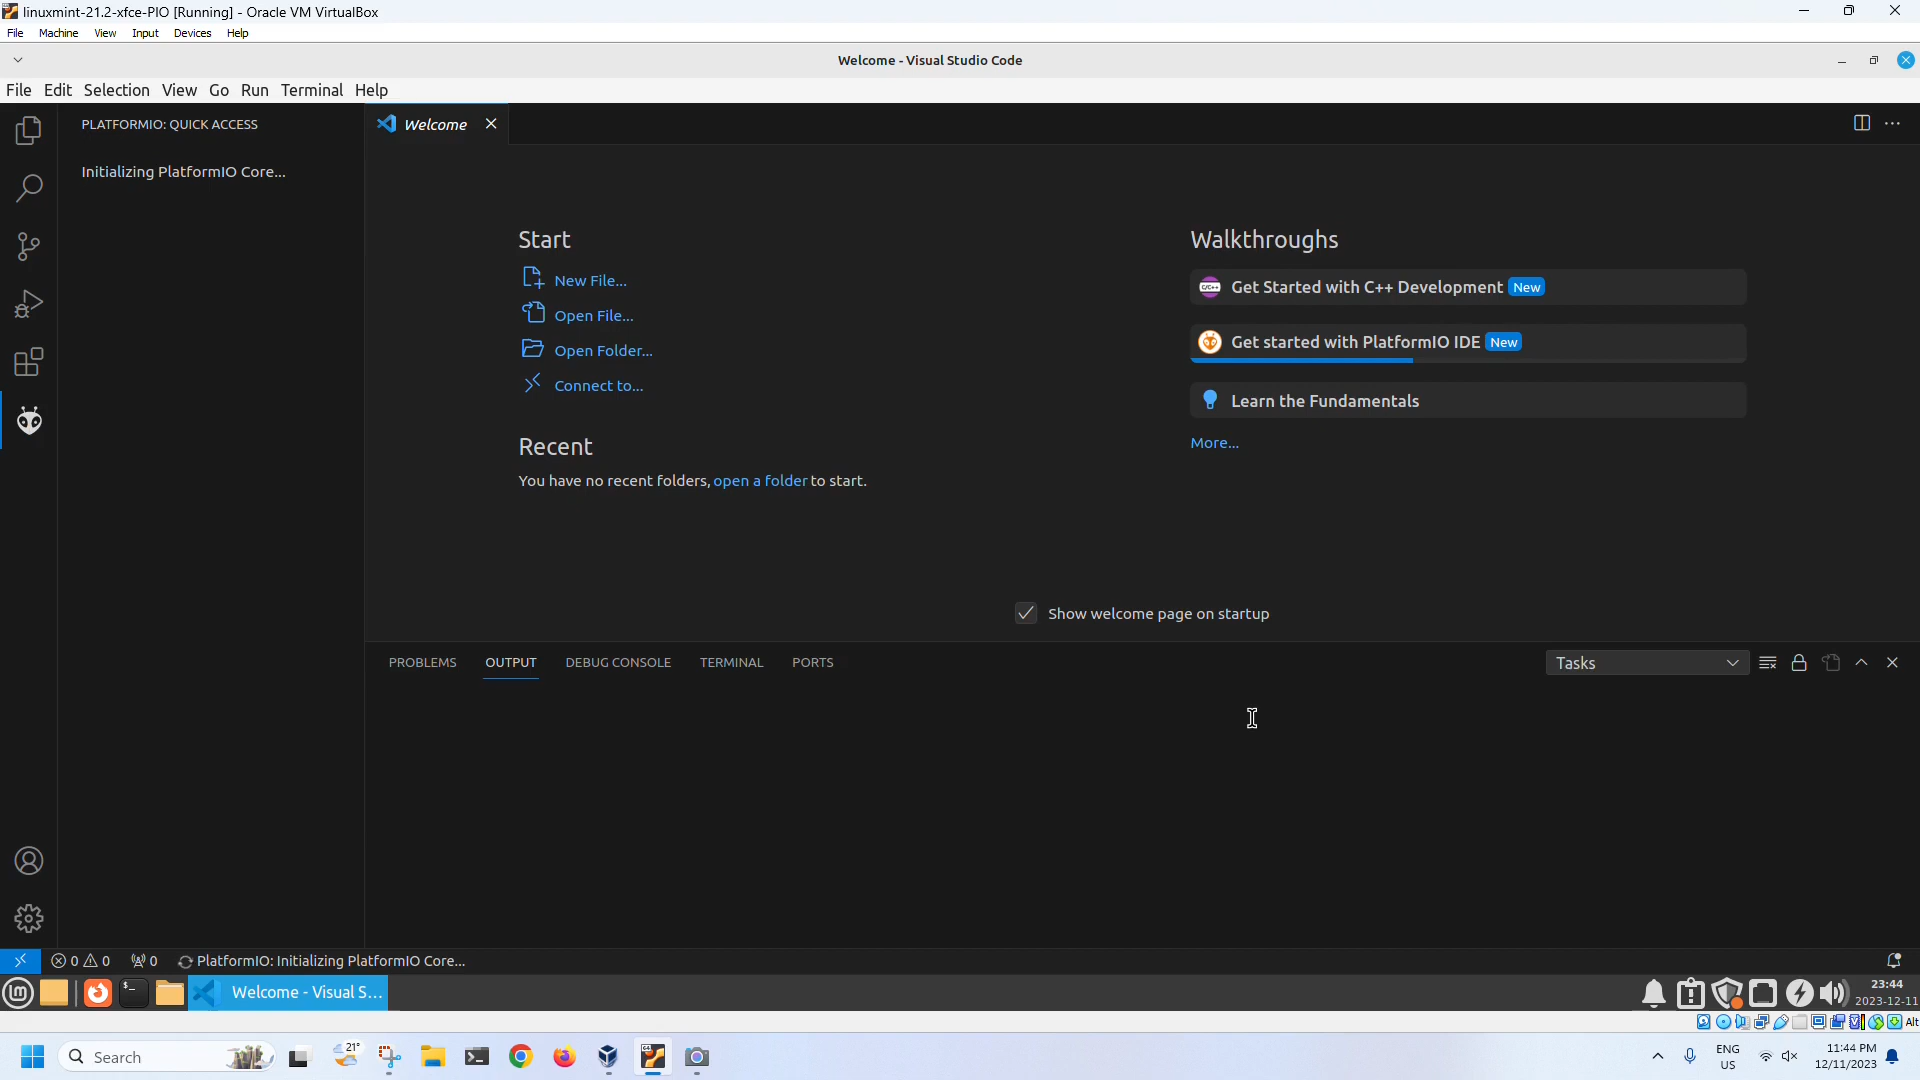 linuxmint-21.2-xfce-PIO [Running] - Oracle VM VirtualBox
File Machine View Input Devices Help
Welcome - Visual Studio Code
File Edit Selection View Go Run Terminal Help
PLATFORMIO: QUICK ACCESS
Welcome
Initializing PlatformIO Core...
Start
New File...
Open File...
Open Folder...
Connect to...
Recent
You have no recent folders, open a folder to start.
Walkthroughs
Get Started with C++ Development New
Get started with PlatformIO IDE New
Learn the Fundamentals
More...
Show welcome page on startup
PROBLEMS OUTPUT DEBUG CONSOLE TERMINAL PORTS
Tasks
0 0 0 PlatformIO: Initializing PlatformIO Core...
Welcome - Visual S...
23:44
2023-12-11
Alt
Search
21°
ENG
US
11:44 PM
12/11/2023